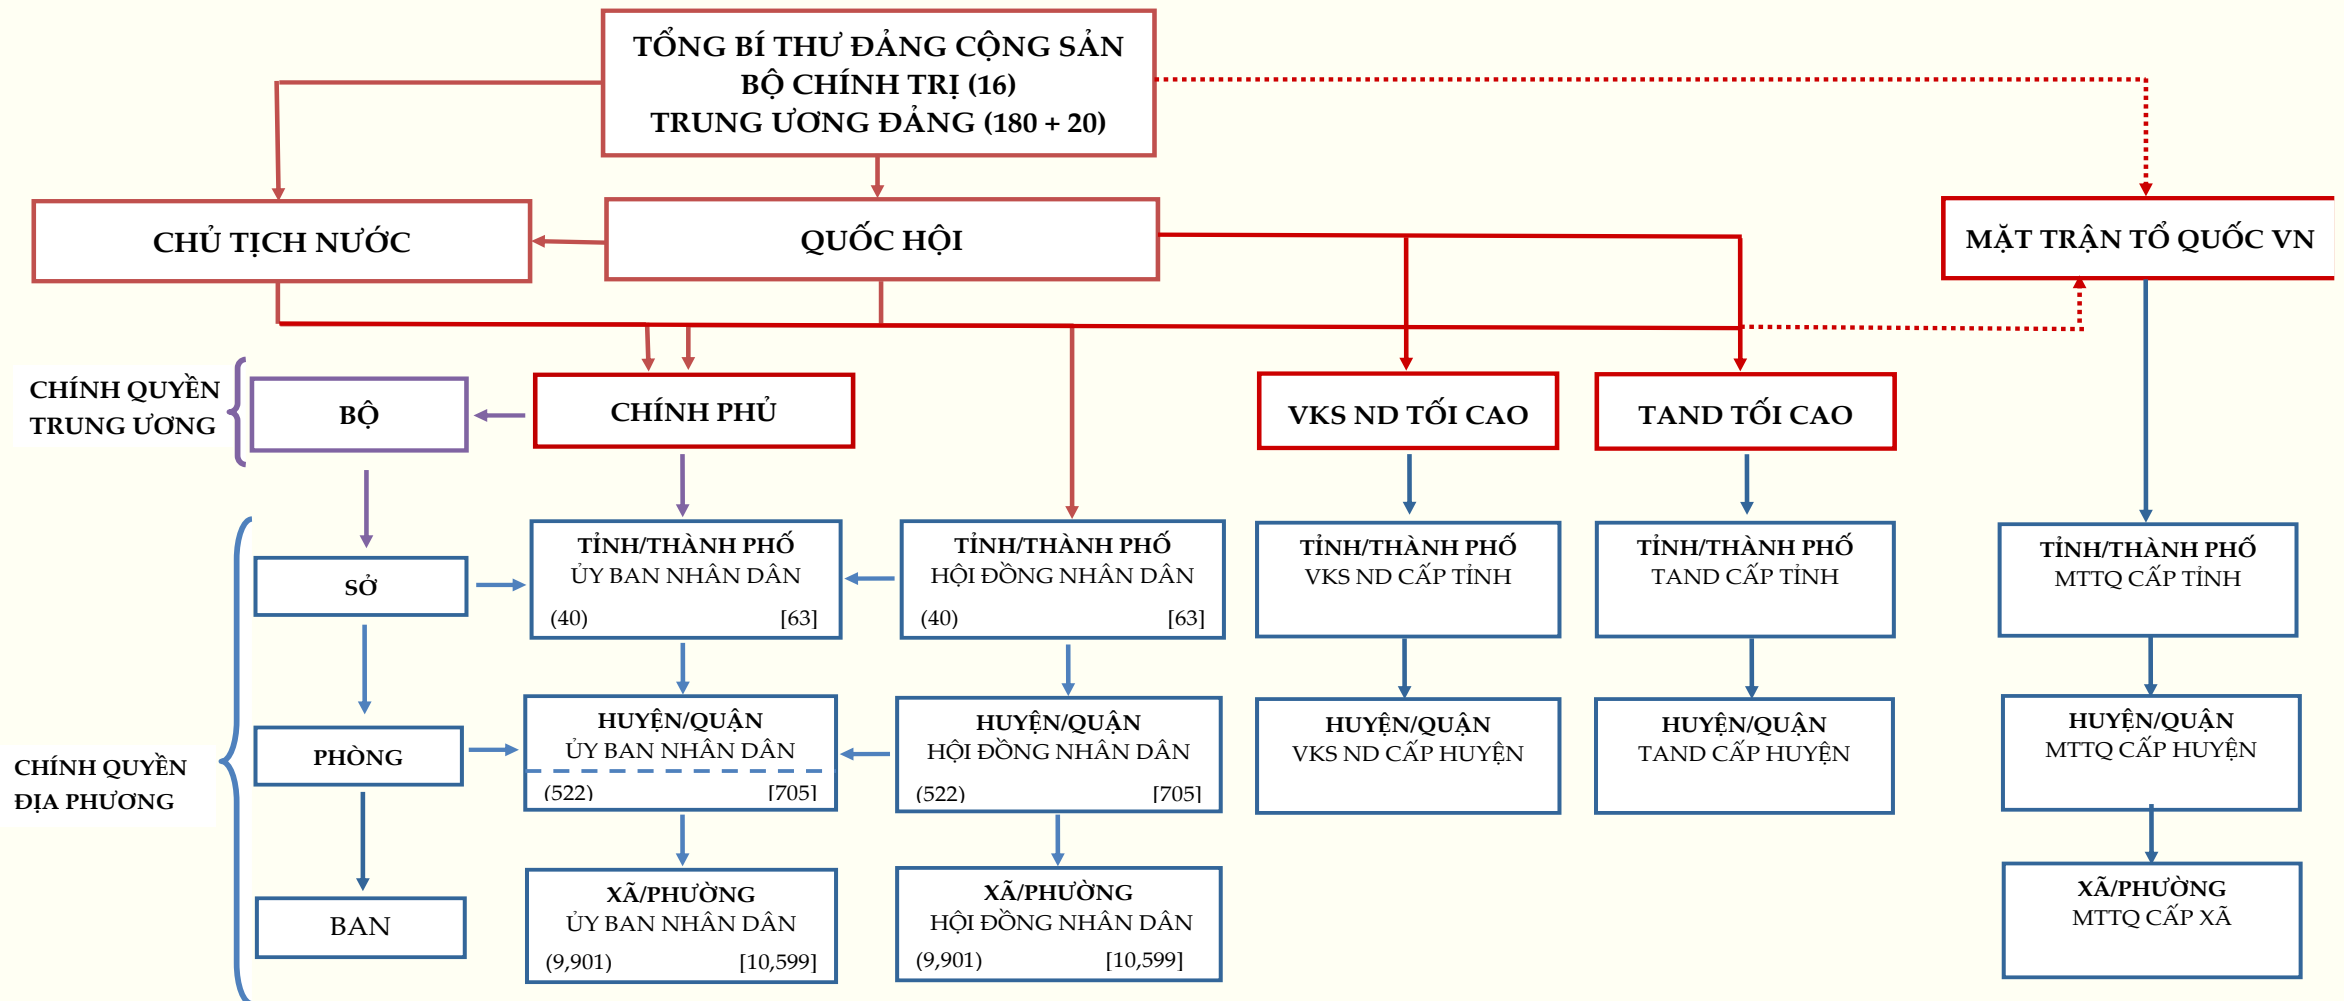 TỔNG BÍ THƯ ĐẢNG CỘNG SẢN
BỘ CHÍNH TRỊ (16)
TRUNG ƯƠNG ĐẢNG (180 + 20)
CHỦ TỊCH NƯỚC
QUỐC HỘI
MẶT TRẬN TỔ QUỐC VN
CHÍNH QUYỀN
TRUNG ƯƠNG
BỘ
CHÍNH PHỦ
VKS ND TỐI CAO
TAND TỐI CAO
CHÍNH QUYỀN
ĐỊA PHƯƠNG
SỞ
TỈNH/THÀNH PHỐ
ỦY BAN NHÂN DÂN
(40) [63]
TỈNH/THÀNH PHỐ
HỘI ĐỒNG NHÂN DÂN
(40) [63]
TỈNH/THÀNH PHỐ
VKS ND CẤP TỈNH
TỈNH/THÀNH PHỐ
TAND CẤP TỈNH
TỈNH/THÀNH PHỐ
MTTQ CẤP TỈNH
PHÒNG
HUYỆN/QUẬN
ỦY BAN NHÂN DÂN
(522) [705]
HUYỆN/QUẬN
HỘI ĐỒNG NHÂN DÂN
(522) [705]
HUYỆN/QUẬN
VKS ND CẤP HUYỆN
HUYỆN/QUẬN
TAND CẤP HUYỆN
HUYỆN/QUẬN
MTTQ CẤP HUYỆN
BAN
XÃ/PHƯỜNG
ỦY BAN NHÂN DÂN
(9,901) [10,599]
XÃ/PHƯỜNG
HỘI ĐỒNG NHÂN DÂN
(9,901) [10,599]
XÃ/PHƯỜNG
MTTQ CẤP XÃ